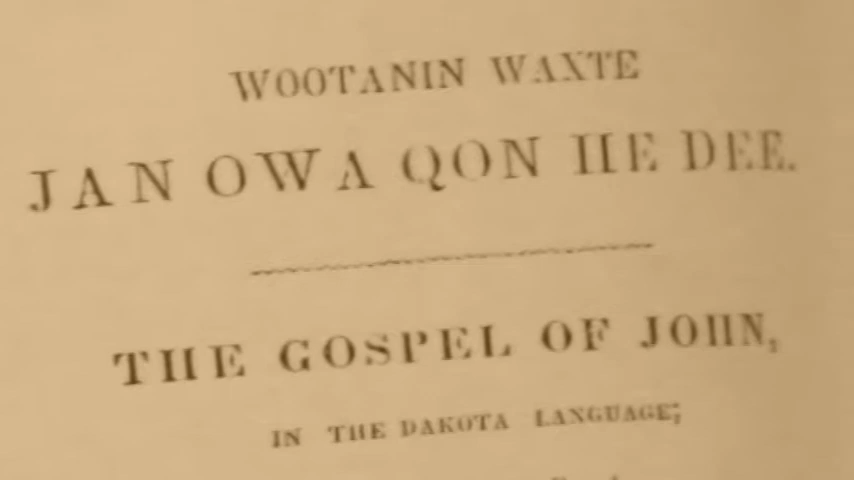 WOOTANIN WAXTE
JAN OWA QON HE DEE.
THE GOSPEL OF JOHN,
IN THE DAKOTA LANGUAGE;